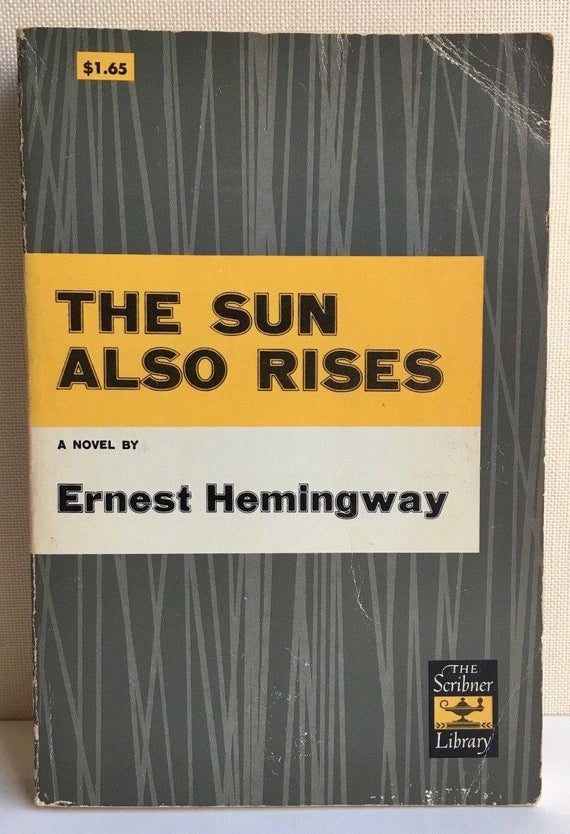 $1.65
THE SUN
ALSO RISES
A NOVEL BY
Ernest Hemingway
THE
Scribner
Library